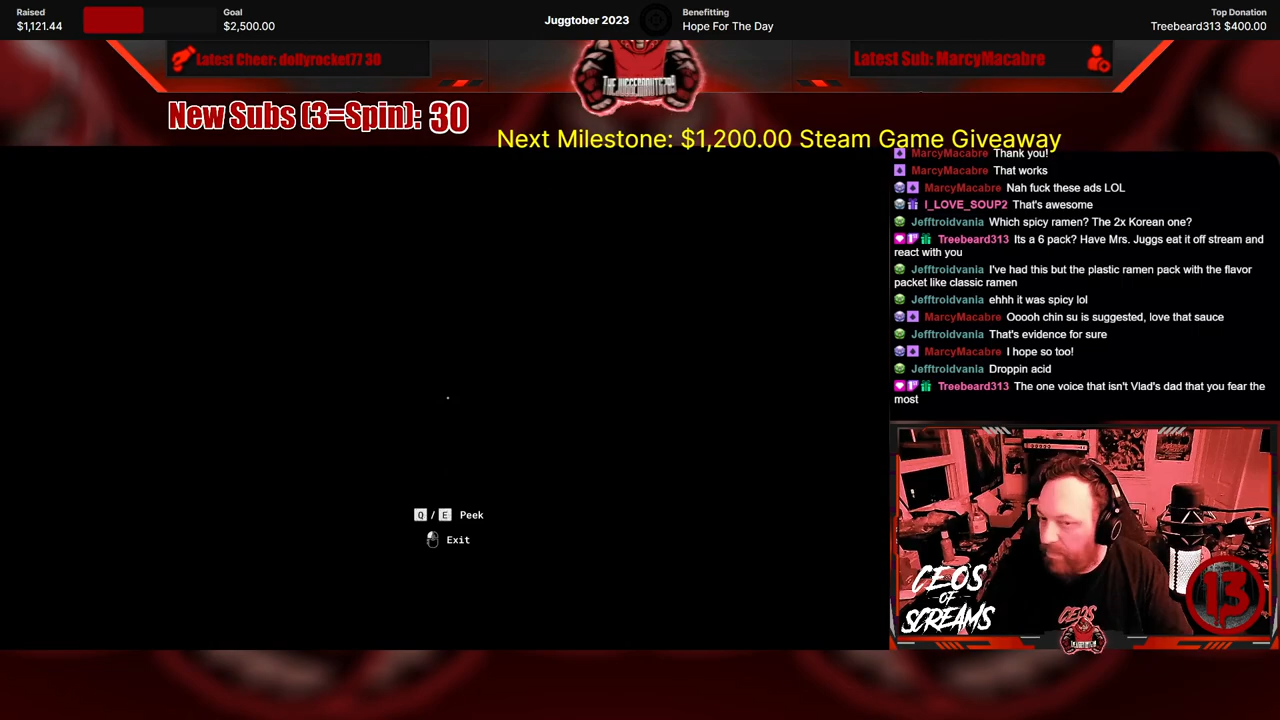 Raised
$1,121.44
Goal
$2,500.00
Juggtober 2023
Benefitting
Hope For The Day
Top Donation
Treebeard313 $400.00
Latest Cheer: dollyrocket77 30
THEJUGGERNAUT6789
Latest Sub: MarcyMacabre
New Subs (3=Spin): 30
Next Milestone: $1,200.00 Steam Game Giveaway
MarcyMacabre Thank you!
MarcyMacabre That works
MarcyMacabre Nah fuck these ads LOL
I_LOVE_SOUP2 That's awesome
Jefftroidvania Which spicy ramen? The 2x Korean one?
Treebeard313 Its a 6 pack? Have Mrs. Juggs eat it off stream and
react with you
Jefftroidvania I've had this but the plastic ramen pack with the flavor
packet like classic ramen
Jefftroidvania ehhh it was spicy lol
MarcyMacabre Ooooh chin su is suggested, love that sauce
Jefftroidvania That's evidence for sure
MarcyMacabre I hope so too!
Jefftroidvania Droppin acid
Treebeard313 The one voice that isn't Vlad's dad that you fear the
most
Q / E Peek
Exit
CEOS
OF
SCREAMS
CEOS
13